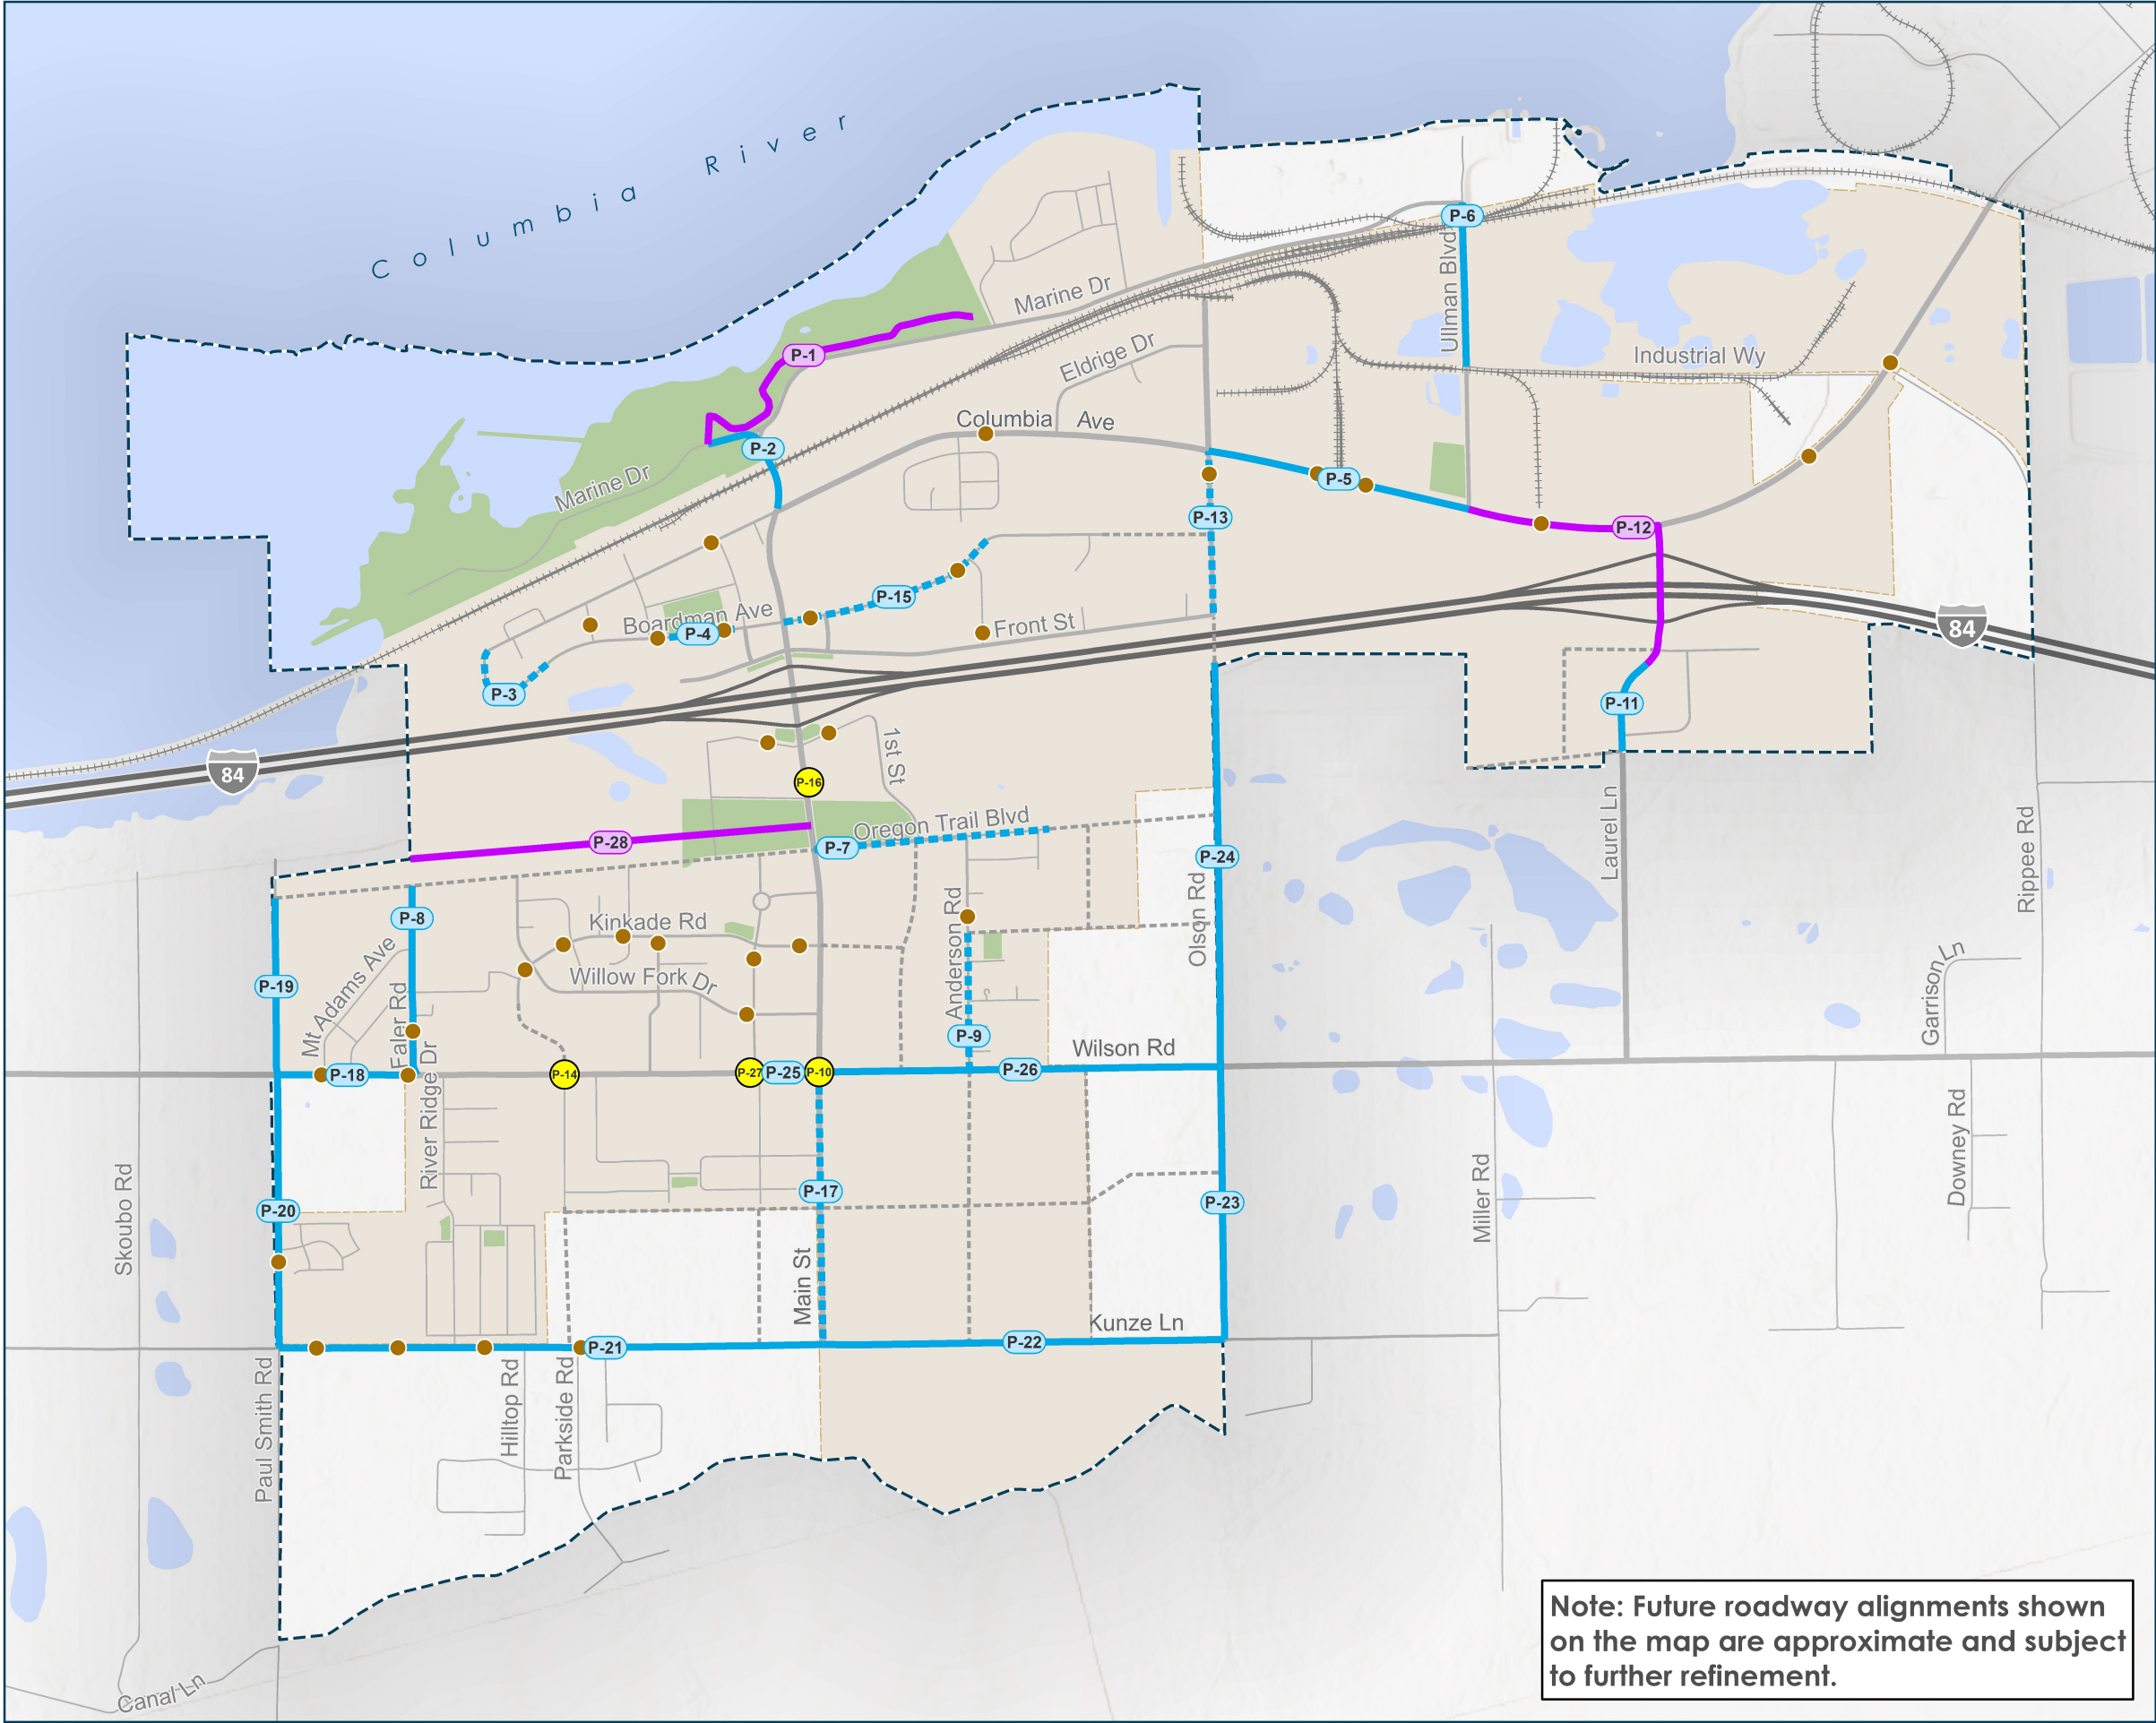 Columbia River
P-6
Ullman Blvd
Marine Dr
P-1
Eldrige Dr
Industrial Wy
Columbia Ave
P-2
Marine Dr
P-5
P-13
P-12
P-15
Boardman Ave
P-4
Front St
84
P-3
P-11
84
1st St
P-16
Oregon Trail Blvd
P-28
P-7
P-24
Laurel Ln
Rippee Rd
P-8
Kinkade Rd
Anderson Rd
Olson Rd
Mt Adams Ave
Willow Fork Dr
P-19
Faler Rd
Garrison Ln
P-9
Wilson Rd
P-18
P-14
P-27
P-25
P-10
P-26
River Ridge Dr
Downey Rd
Skoubo Rd
P-20
P-17
P-23
Miller Rd
Main St
Kunze Ln
P-21
P-22
Paul Smith Rd
Hilltop Rd
Parkside Rd
Canal Ln
Note: Future roadway alignments shown
on the map are approximate and subject
to further refinement.